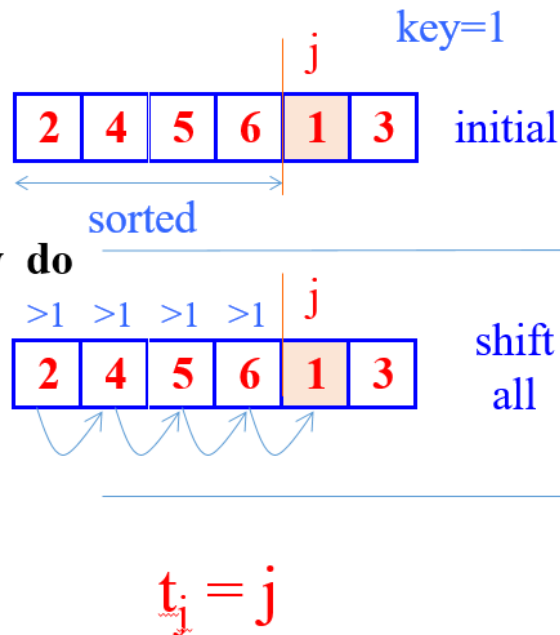 key=1
j
2 4 5 6 1 3 initial
sorted
do
j
>1 >1 >1 >1
2 4 5 6 1 3 shift all
tj = j